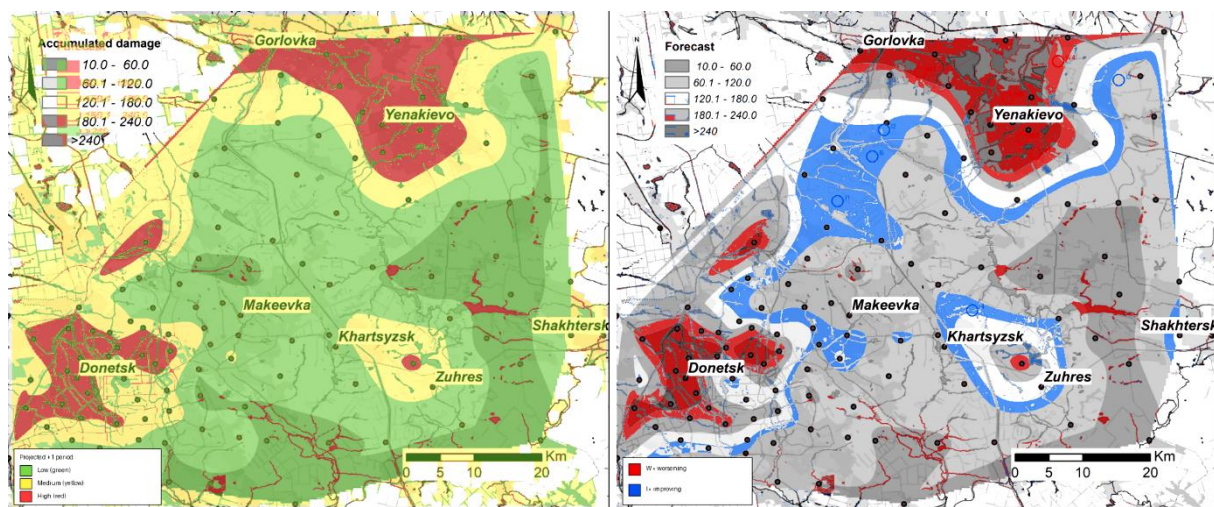 Accumulated damage
10.0 - 60.0
60.1 - 120.0
120.1 - 180.0
180.1 - 240.0
>240
Gorlovka
Yenakievo
Makeevka
Khartsyzsk
Shakhtersk
Donetsk
Zuhres
Km
0 5 10 20
Projected +1 period
Low (green)
Medium (yellow)
High (red)
N
Forecast
10.0 - 60.0
60.1 - 120.0
120.1 - 180.0
180.1 - 240.0
>240
Gorlovka
Yenakievo
Makeevka
Khartsyzsk
Shakhtersk
Donetsk
Zuhres
Km
0 5 10 20
worsening
improving